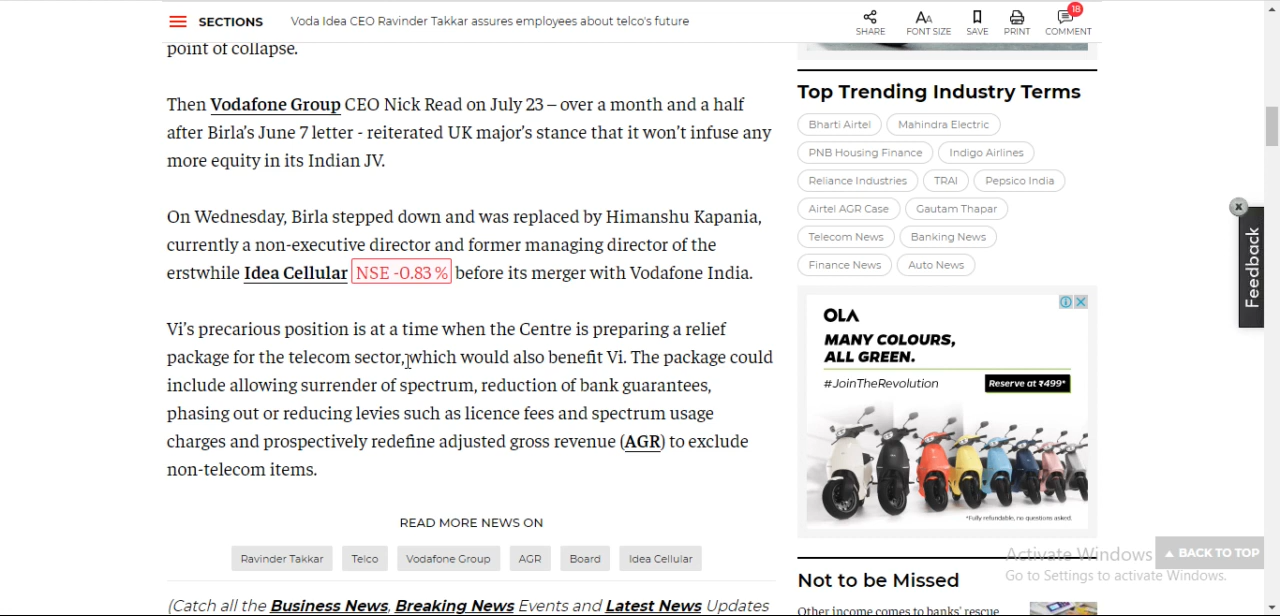 SECTIONS
Voda Idea CEO Ravinder Takkar assures employees about telco's future
SHARE
AA
FONT SIZE
SAVE
PRINT
18
COMMENT
point of collapse.
Then Vodafone Group CEO Nick Read on July 23 – over a month and a half
after Birla's June 7 letter - reiterated UK major's stance that it won't infuse any
more equity in its Indian JV.
On Wednesday, Birla stepped down and was replaced by Himanshu Kapania,
currently a non-executive director and former managing director of the
erstwhile Idea Cellular NSE -0.83 % before its merger with Vodafone India.
Vi's precarious position is at a time when the Centre is preparing a relief
package for the telecom sector, which would also benefit Vi. The package could
include allowing surrender of spectrum, reduction of bank guarantees,
phasing out or reducing levies such as licence fees and spectrum usage
charges and prospectively redefine adjusted gross revenue (AGR) to exclude
non-telecom items.
READ MORE NEWS ON
Ravinder Takkar
Telco
Vodafone Group
AGR
Board
Idea Cellular
(Catch all the Business News, Breaking News Events and Latest News Updates
Top Trending Industry Terms
Bharti Airtel
Mahindra Electric
PNB Housing Finance
Indigo Airlines
Reliance Industries
TRAI
Pepsico India
Airtel AGR Case
Gautam Thapar
Telecom News
Banking News
Finance News
Auto News
OLA
MANY COLOURS,
ALL GREEN.
#JoinTheRevolution
Reserve at ₹499*
*Fully refundable, no questions asked.
Not to be Missed
Other income comes to banks' rescue
Feedback
Activate Windows
Go to Settings to activate Windows.
BACK TO TOP